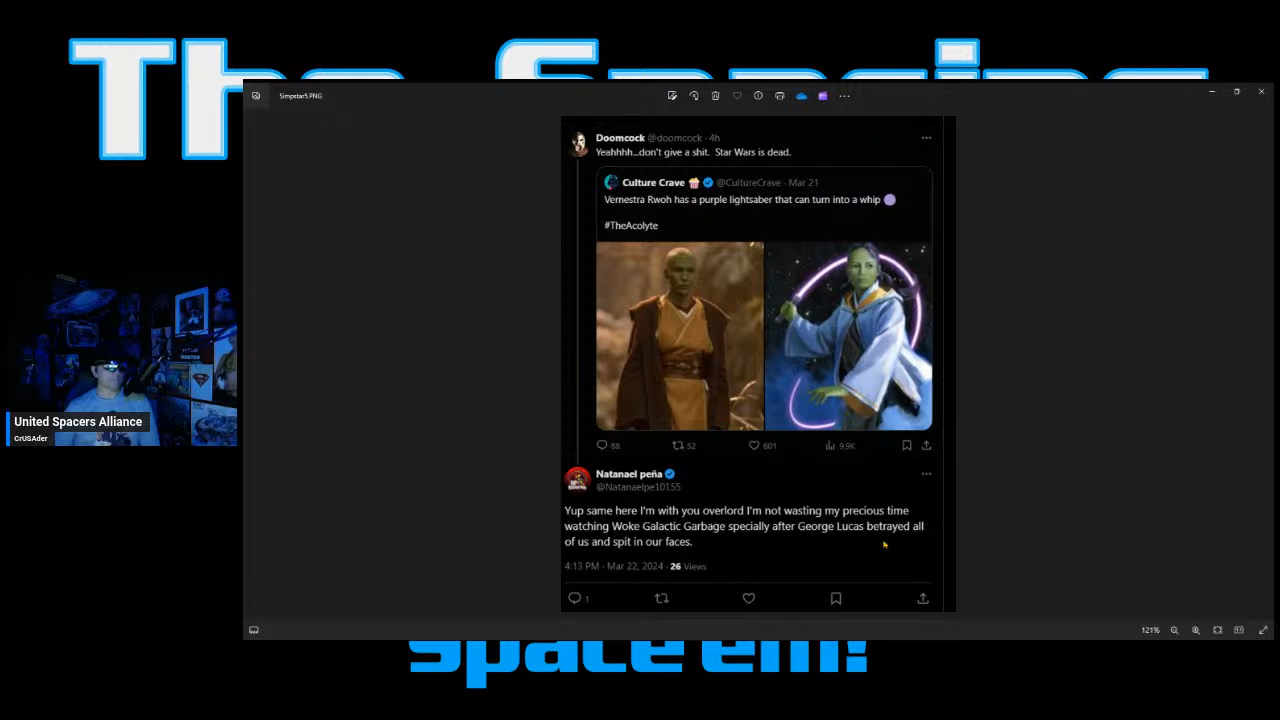 The Spacing
Simpstar5.PNG
Doomcock @doomcock · 4h
Yeahhhh...don't give a shit. Star Wars is dead.
Culture Crave @CultureCrave · Mar 21
Vernestra Rwoh has a purple lightsaber that can turn into a whip
#TheAcolyte
88 52 601 9.9K
Natanael peña
@Natanaelpe10155
Yup same here I'm with you overlord I'm not wasting my precious time
watching Woke Galactic Garbage specially after George Lucas betrayed all
of us and spit in our faces.
4:13 PM · Mar 22, 2024 · 26 Views
1
United Spacers Alliance
CrUSAder
121%
space em!